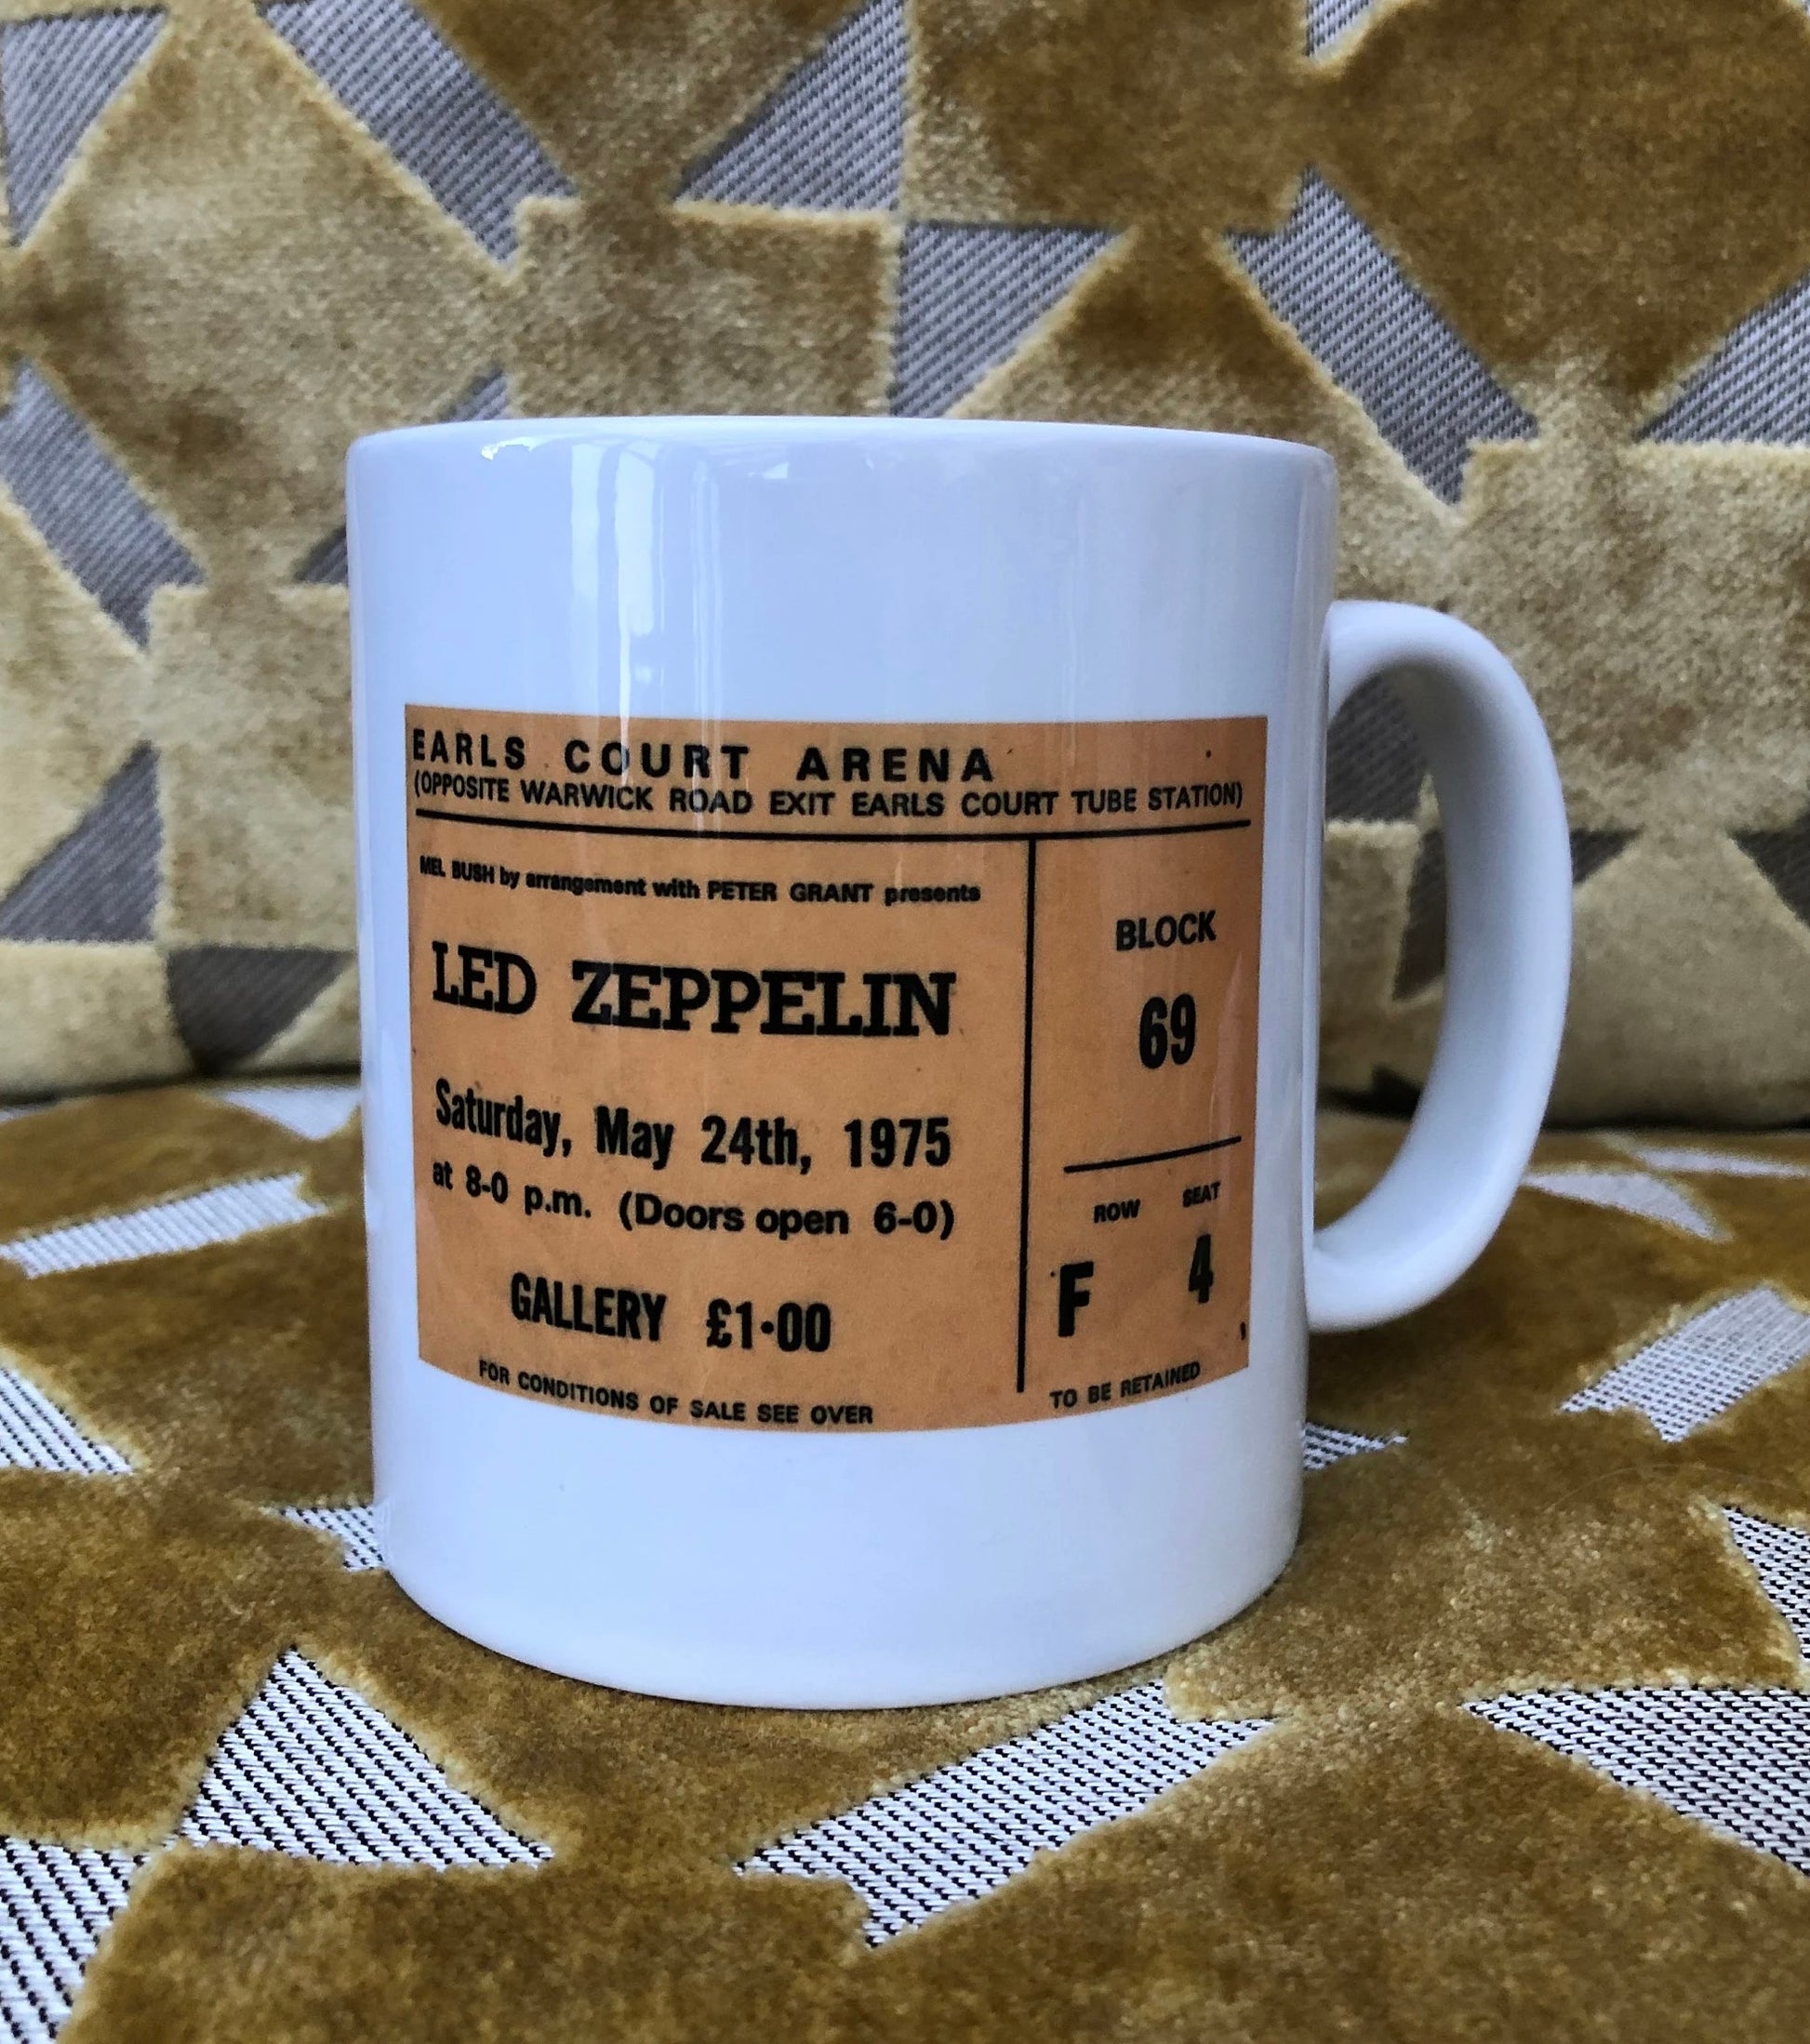 EARLS COURT ARENA
(OPPOSITE WARWICK ROAD EXIT EARLS COURT TUBE STATION)
MEL BUSH by arrangement with PETER GRANT presents
LED ZEPPELIN
Saturday, May 24th, 1975
at 8-0 p.m. (Doors open 6-0)
GALLERY £1·00
FOR CONDITIONS OF SALE SEE OVER
BLOCK
69
ROW SEAT
F 4
TO BE RETAINED